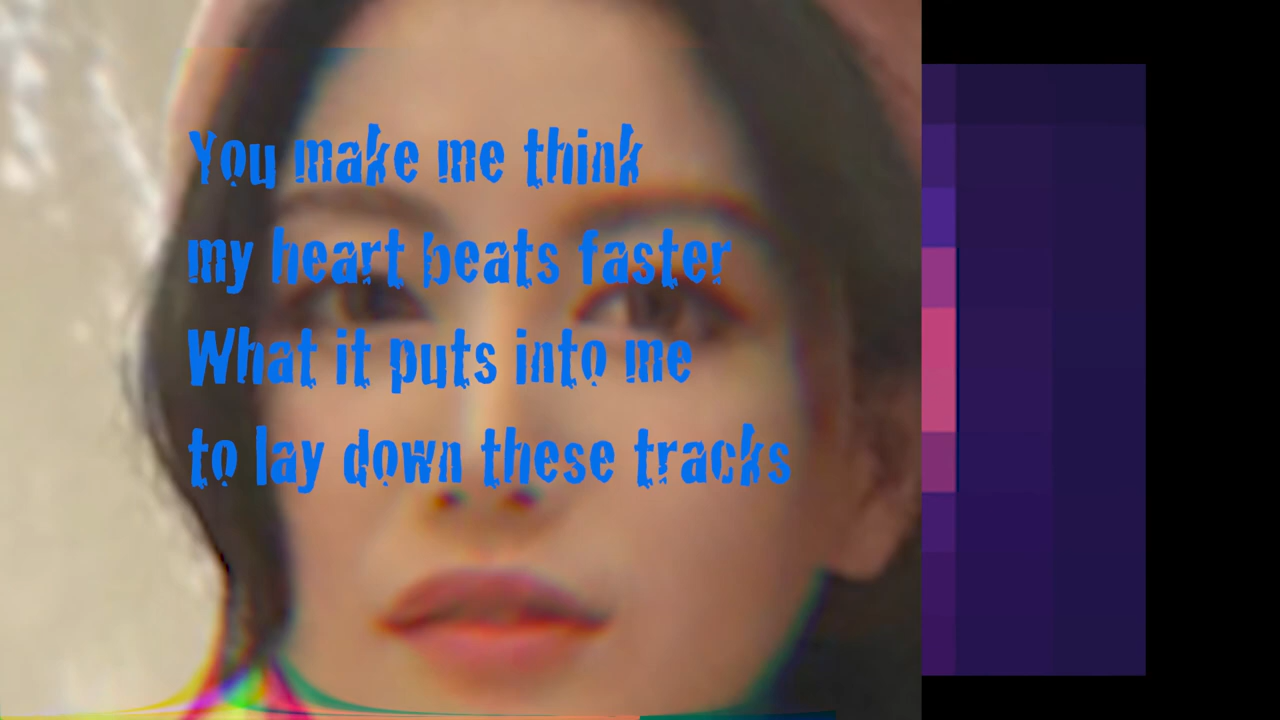 You make me think
my heart beats faster
What it puts into me
to lay down these tracks